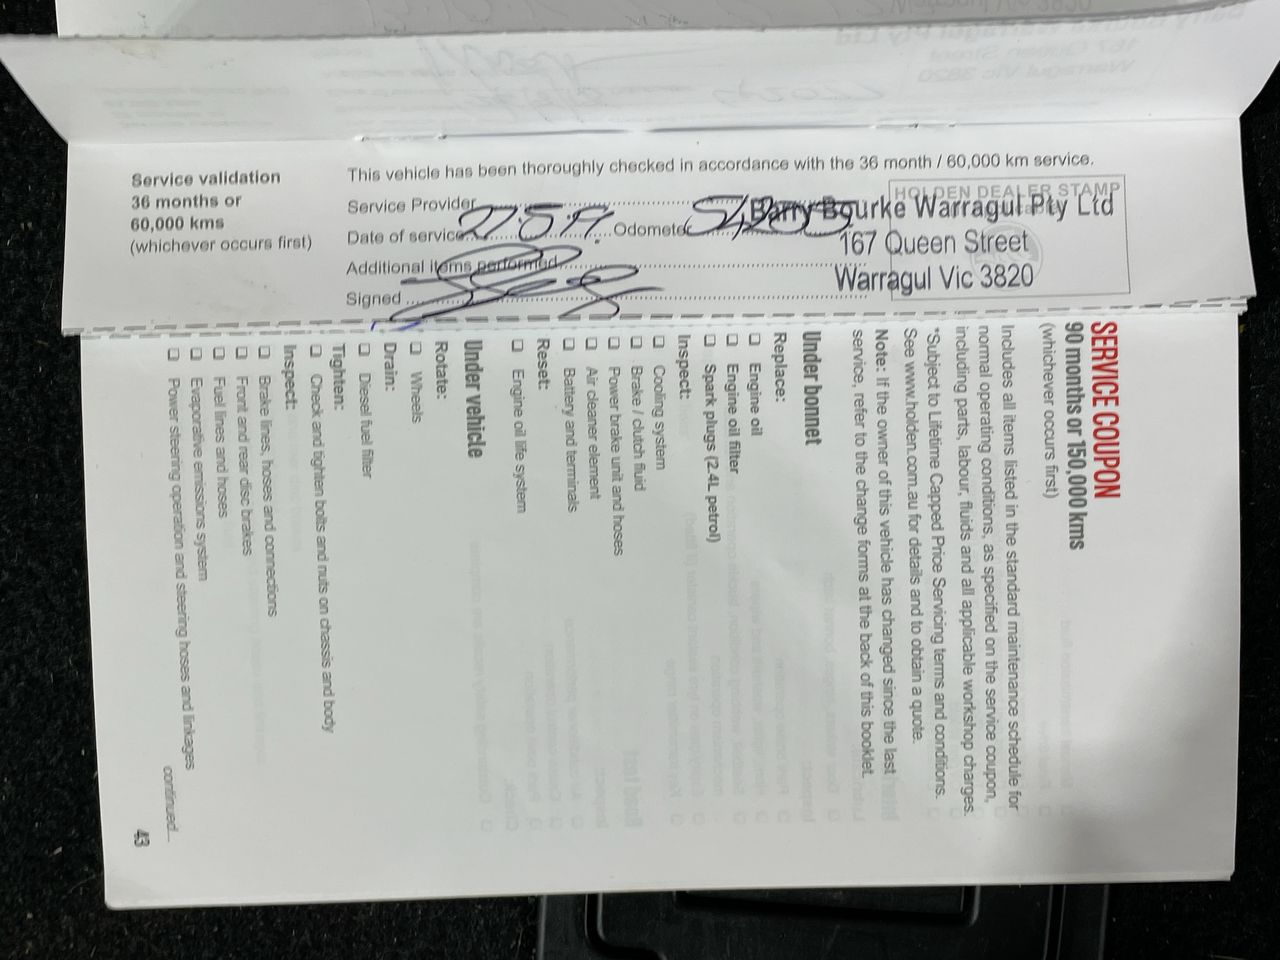 Service validation
36 months or
60,000 kms
(whichever occurs first)
This vehicle has been thoroughly checked in accordance with the 36 month / 60,000 km service.
Service Provider
Date of service Odometer
Additional items performed
Signed
HOLDEN DEALER STAMP
Barry Bourke Warragul Pty Ltd
167 Queen Street
Warragul Vic 3820
SERVICE COUPON
90 months or 150,000 kms
(whichever occurs first)
Includes all items listed in the standard maintenance schedule for
normal operating conditions, as specified on the service coupon,
including parts, labour, fluids and all applicable workshop charges.
*Subject to Lifetime Capped Price Servicing terms and conditions.
See www.holden.com.au for details and to obtain a quote.
Note: If the owner of this vehicle has changed since the last
service, refer to the change forms at the back of this booklet.
Under bonnet
Replace:
Engine oil
Engine oil filter
Spark plugs (2.4L petrol)
Inspect:
Cooling system
Brake / clutch fluid
Power brake unit and hoses
Air cleaner element
Battery and terminals
Reset:
Engine oil life system
Under vehicle
Rotate:
Wheels
Drain:
Diesel fuel filter
Tighten:
Check and tighten bolts and nuts on chassis and body
Inspect:
Brake lines, hoses and connections
Front and rear disc brakes
Fuel lines and hoses
Evaporative emissions system
Power steering operation and steering hoses and linkages
continued...
43